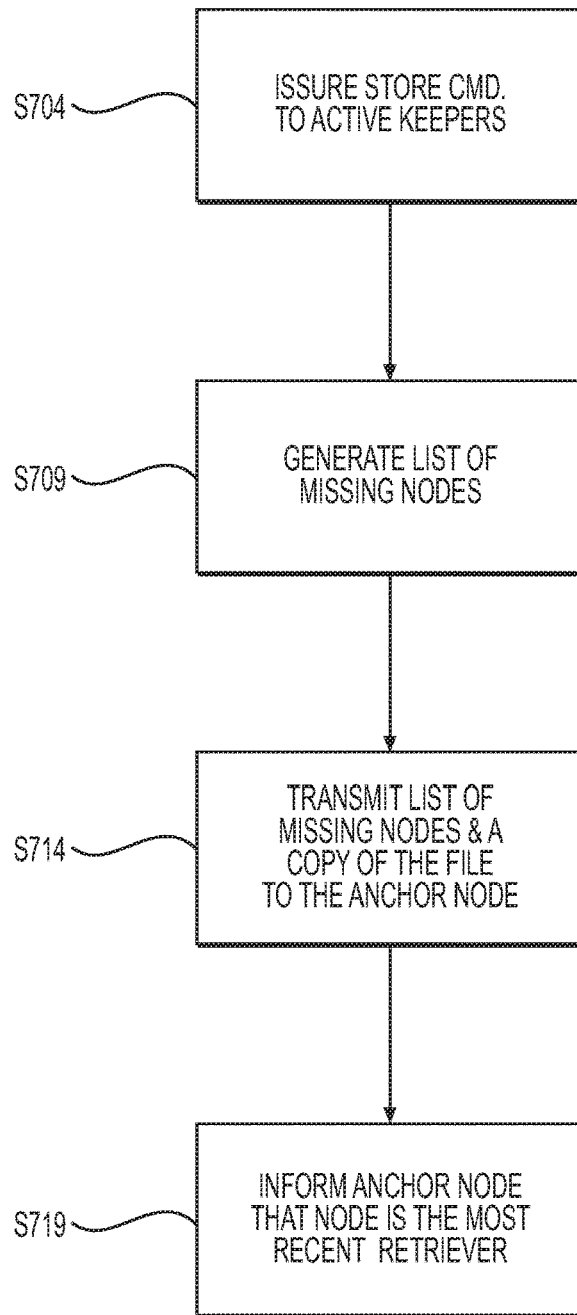 S704
ISSURE STORE CMD.
TO ACTIVE KEEPERS
S709
GENERATE LIST OF
MISSING NODES
S714
TRANSMIT LIST OF
MISSING NODES & A
COPY OF THE FILE
TO THE ANCHOR NODE
S719
INFORM ANCHOR NODE
THAT NODE IS THE MOST
RECENT RETRIEVER